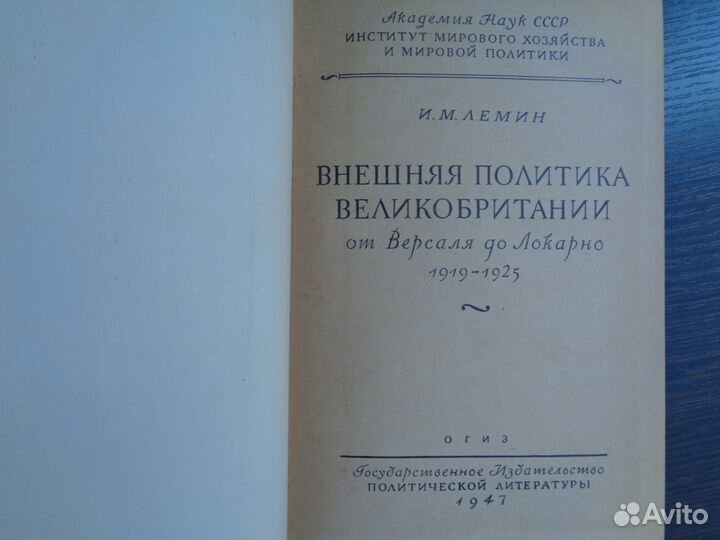 Академия Наук СССР
ИНСТИТУТ МИРОВОГО ХОЗЯЙСТВА
И МИРОВОЙ ПОЛИТИКИ
И. М. ЛЕМИН
ВНЕШНЯЯ ПОЛИТИКА
ВЕЛИКОБРИТАНИИ
от Версаля до Локарно
1919–1925
ОГИЗ
Государственное Издательство
ПОЛИТИЧЕСКОЙ ЛИТЕРАТУРЫ
1947
Avito